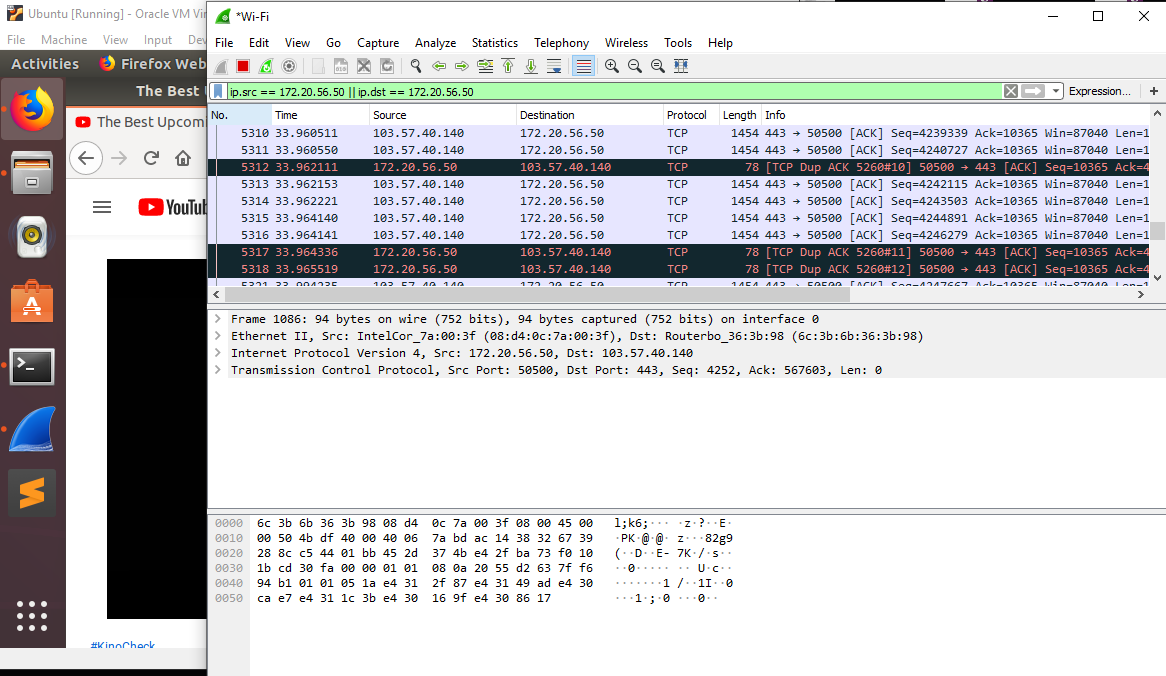 Ubuntu [Running] - Oracle VM Vir
File Machine View Input Dev
Activities Firefox Web
The Best
The Best Upcomi
YouTub
#KinoCheck
*Wi-Fi
File Edit View Go Capture Analyze Statistics Telephony Wireless Tools Help
ip.src == 172.20.56.50 || ip.dst == 172.20.56.50 Expression... +
No. Time Source Destination Protocol Length Info
5310 33.960511 103.57.40.140 172.20.56.50 TCP 1454 443 → 50500 [ACK] Seq=4239339 Ack=10365 Win=87040 Len=1
5311 33.960550 103.57.40.140 172.20.56.50 TCP 1454 443 → 50500 [ACK] Seq=4240727 Ack=10365 Win=87040 Len=1
5312 33.962111 172.20.56.50 103.57.40.140 TCP 78 [TCP Dup ACK 5260#10] 50500 → 443 [ACK] Seq=10365 Ack=4
5313 33.962153 103.57.40.140 172.20.56.50 TCP 1454 443 → 50500 [ACK] Seq=4242115 Ack=10365 Win=87040 Len=1
5314 33.962221 103.57.40.140 172.20.56.50 TCP 1454 443 → 50500 [ACK] Seq=4243503 Ack=10365 Win=87040 Len=1
5315 33.964140 103.57.40.140 172.20.56.50 TCP 1454 443 → 50500 [ACK] Seq=4244891 Ack=10365 Win=87040 Len=1
5316 33.964141 103.57.40.140 172.20.56.50 TCP 1454 443 → 50500 [ACK] Seq=4246279 Ack=10365 Win=87040 Len=1
5317 33.964336 172.20.56.50 103.57.40.140 TCP 78 [TCP Dup ACK 5260#11] 50500 → 443 [ACK] Seq=10365 Ack=4
5318 33.965519 172.20.56.50 103.57.40.140 TCP 78 [TCP Dup ACK 5260#12] 50500 → 443 [ACK] Seq=10365 Ack=4
5321 33.994235 103.57.40.140 172.20.56.50 TCP 1454 443 → 50500 [ACK] Seq=4247667 Ack=10365 Win=87040 Len=1
Frame 1086: 94 bytes on wire (752 bits), 94 bytes captured (752 bits) on interface 0
Ethernet II, Src: IntelCor_7a:00:3f (08:d4:0c:7a:00:3f), Dst: Routerbo_36:3b:98 (6c:3b:6b:36:3b:98)
Internet Protocol Version 4, Src: 172.20.56.50, Dst: 103.57.40.140
Transmission Control Protocol, Src Port: 50500, Dst Port: 443, Seq: 4252, Ack: 567603, Len: 0
0000 6c 3b 6b 36 3b 98 08 d4 0c 7a 00 3f 08 00 45 00 l;k6;··· ·z·?··E·
0010 00 50 4b df 40 00 40 06 7a bd ac 14 38 32 67 39 ·PK·@·@· z···82g9
0020 28 8c c5 44 01 bb 45 2d 37 4b e4 2f ba 73 f0 10 (··D··E- 7K·/·s··
0030 1b cd 30 fa 00 00 01 01 08 0a 20 55 d2 63 7f f6 ··0····· ·· U·c··
0040 94 b1 01 01 05 1a e4 31 2f 87 e4 31 49 ad e4 30 ·······1 /··1I··0
0050 ca e7 e4 31 1c 3b e4 30 16 9f e4 30 86 17 ···1·;·0 ···0··